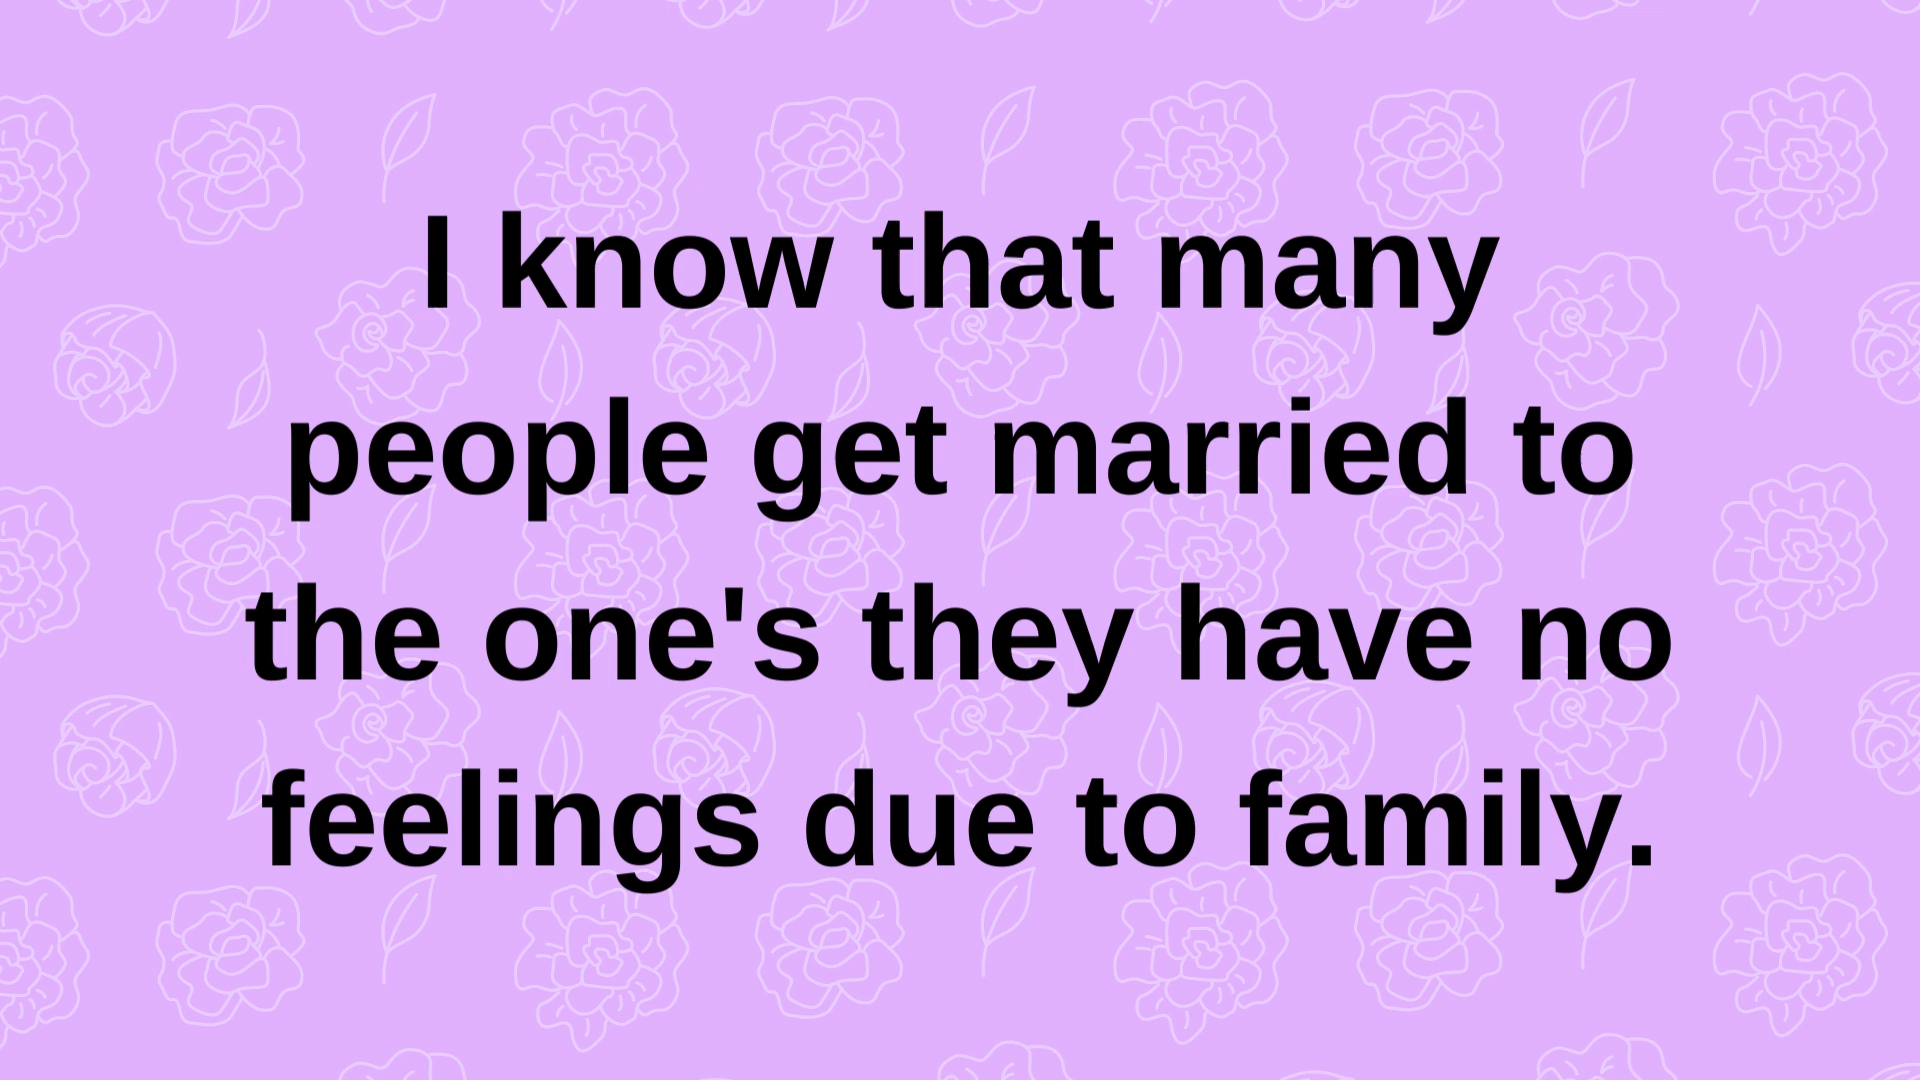 I know that many
people get married to
the one's they have no
feelings due to family.